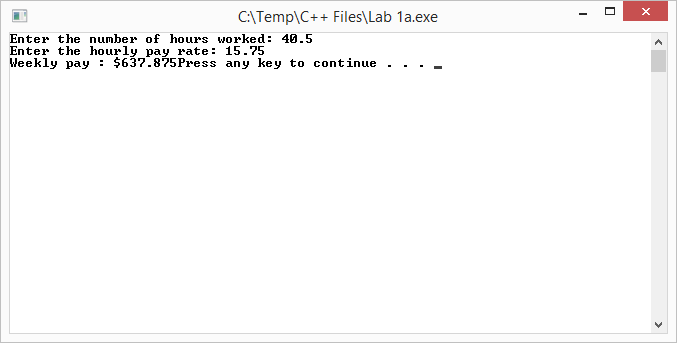 C:\Temp\C++ Files\Lab 1a.exe
Enter the number of hours worked: 40.5
Enter the hourly pay rate: 15.75
Weekly pay : $637.875Press any key to continue . . . _